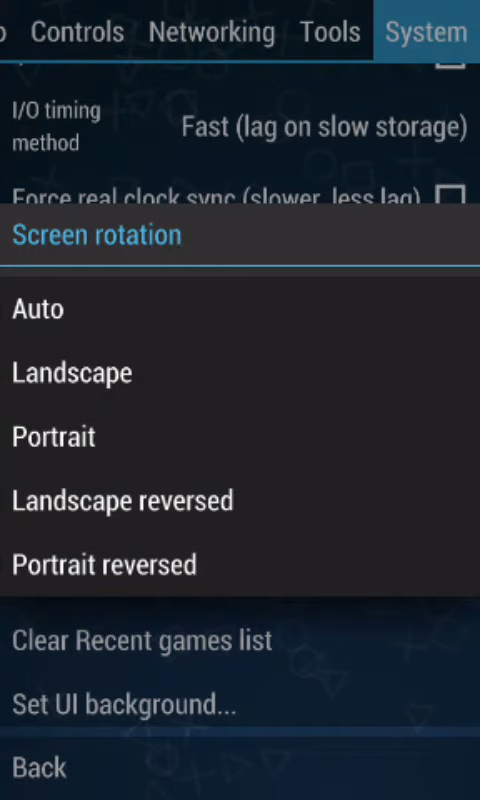 Controls Networking Tools System
I/O timing
method
Fast (lag on slow storage)
Force real clock sync (slower, less lag)
Screen rotation
Auto
Landscape
Portrait
Landscape reversed
Portrait reversed
Clear Recent games list
Set UI background...
Back